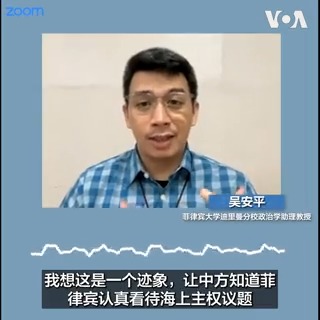 zoom
VOA
吴安平
菲律宾大学迪里曼分校政治学助理教授
我想这是一个迹象，让中方知道菲
律宾认真看待海上主权议题